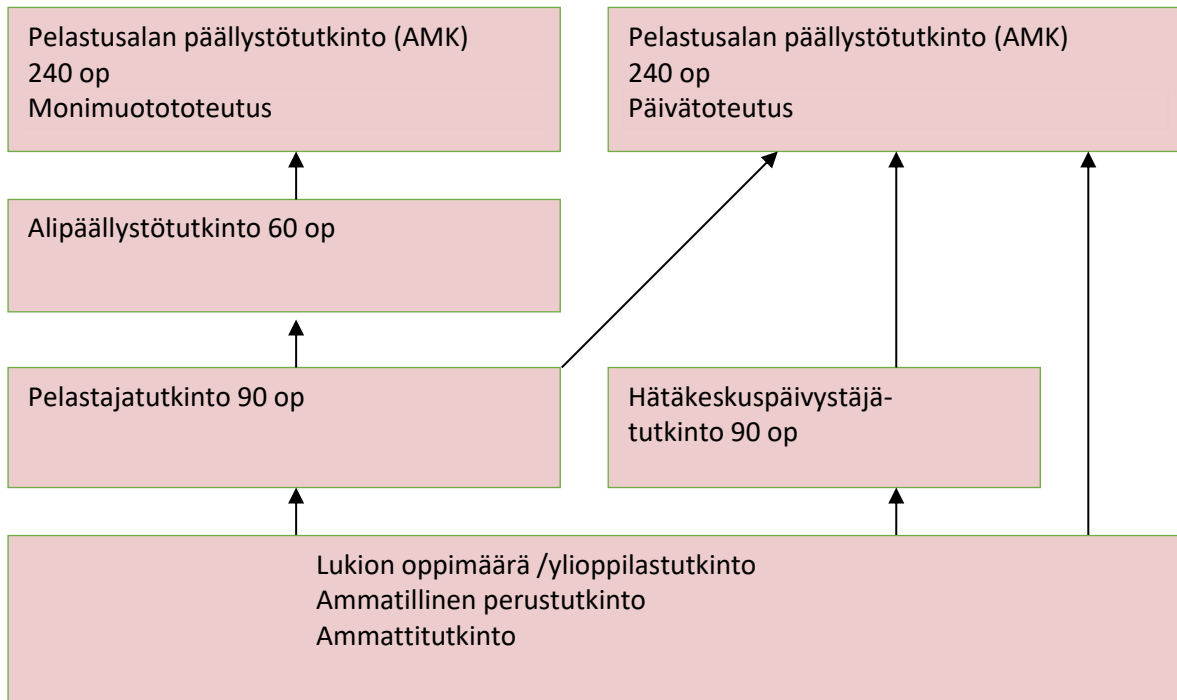 Pelastusalan päällystötutkinto (AMK)
240 op
Monimuotototeutus
Pelastusalan päällystötutkinto (AMK)
240 op
Päivätoteutus
Alipäällystötutkinto 60 op
Pelastajatutkinto 90 op
Hätäkeskuspäivystäjä-
tutkinto 90 op
Lukion oppimäärä /ylioppilastutkinto
Ammatillinen perustutkinto
Ammattitutkinto